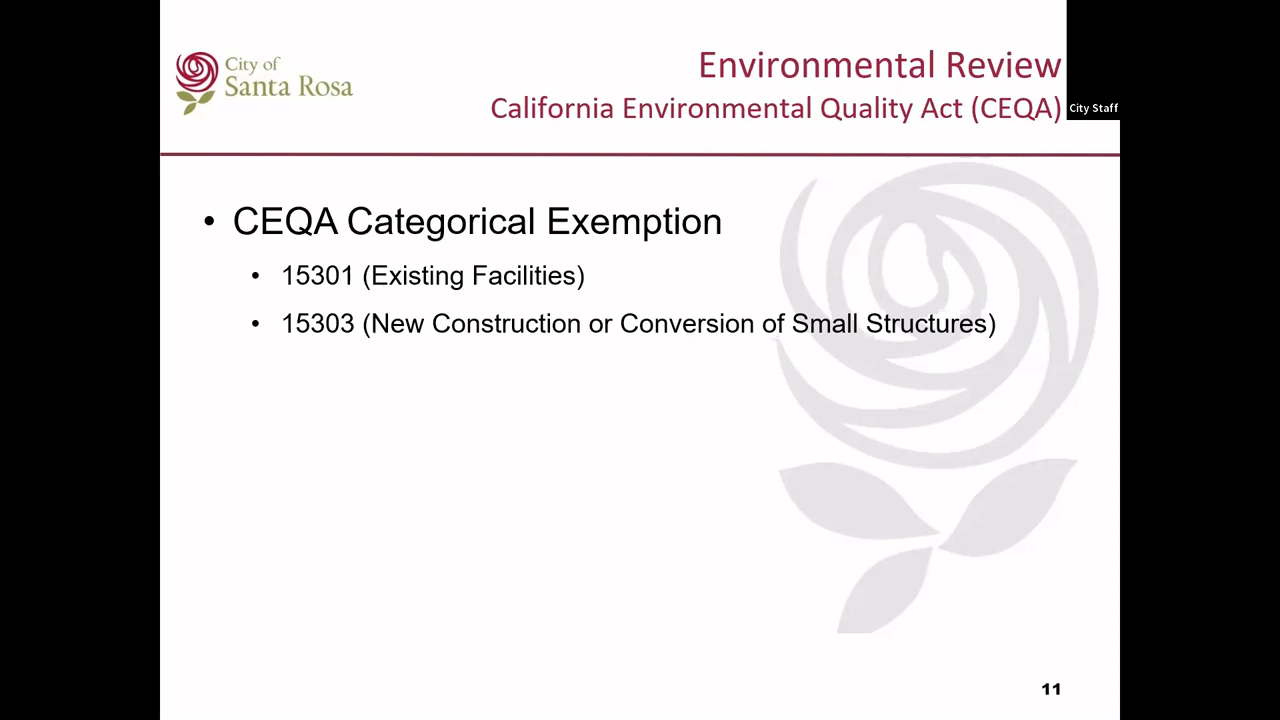 City of
Santa Rosa
Environmental Review
California Environmental Quality Act (CEQA)
City Staff
• CEQA Categorical Exemption
• 15301 (Existing Facilities)
• 15303 (New Construction or Conversion of Small Structures)
11